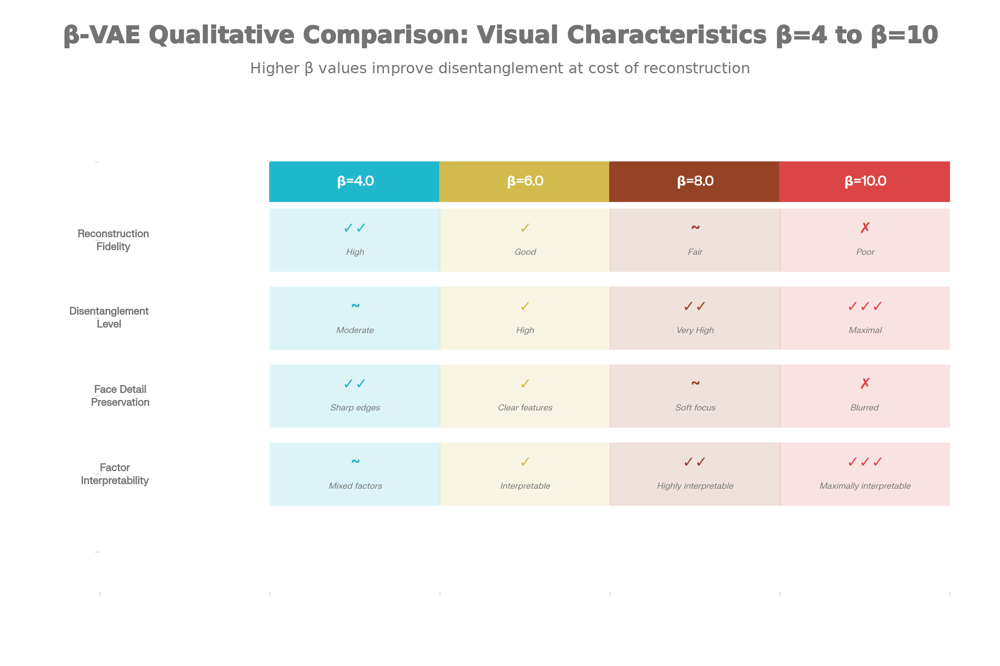 β-VAE Qualitative Comparison: Visual Characteristics β=4 to β=10
Higher β values improve disentanglement at cost of reconstruction
β=4.0 β=6.0 β=8.0 β=10.0
Reconstruction
Fidelity
✓✓ ✓ ~ ✗
High Good Fair Poor
Disentanglement
Level
~ ✓ ✓✓ ✓✓✓
Moderate High Very High Maximal
Face Detail
Preservation
✓✓ ✓ ~ ✗
Sharp edges Clear features Soft focus Blurred
Factor
Interpretability
~ ✓ ✓✓ ✓✓✓
Mixed factors Interpretable Highly interpretable Maximally interpretable